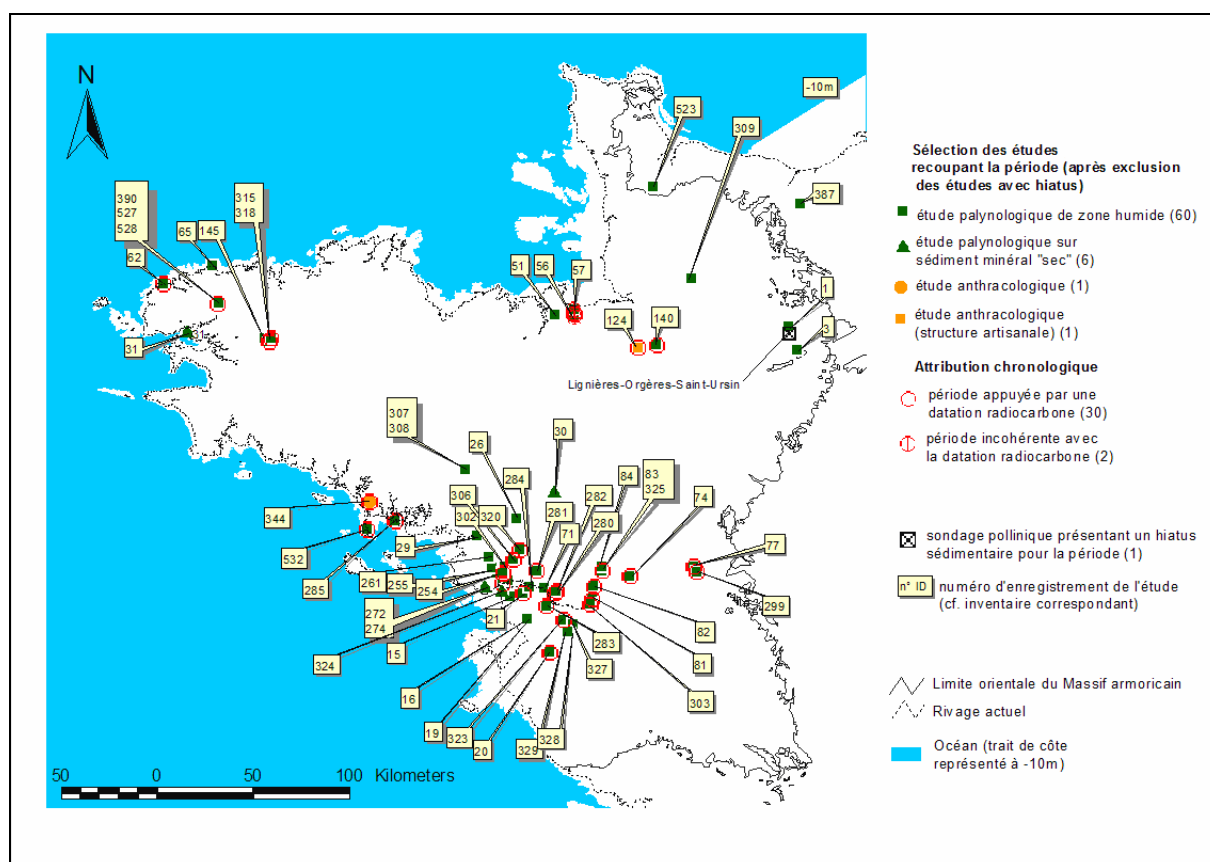 N
-10m
523
309
387
390
527
528
315
318
65
145
62
31
31
51
56
57
124
140
1
3
Lignières-Orgères-Saint-Ursin
307
308
26
30
284
306
302
320
281
71
282
280
84
83
325
74
77
344
532
285
29
261
255
254
272
274
21
324
15
16
19
323
20
329
328
327
283
303
81
82
299
50 0 50 100 Kilometers
Sélection des études
recoupant la période (après exclusion
des études avec hiatus)
étude palynologique de zone humide (60)
étude palynologique sur
sédiment minéral "sec" (6)
étude anthracologique (1)
étude anthracologique
(structure artisanale) (1)
Attribution chronologique
période appuyée par une
datation radiocarbone (30)
période incohérente avec
la datation radiocarbone (2)
sondage pollinique présentant un hiatus
sédimentaire pour la période (1)
n° ID numéro d'enregistrement de l'étude
(cf. inventaire correspondant)
Limite orientale du Massif armoricain
Rivage actuel
Océan (trait de côte
représenté à -10m)